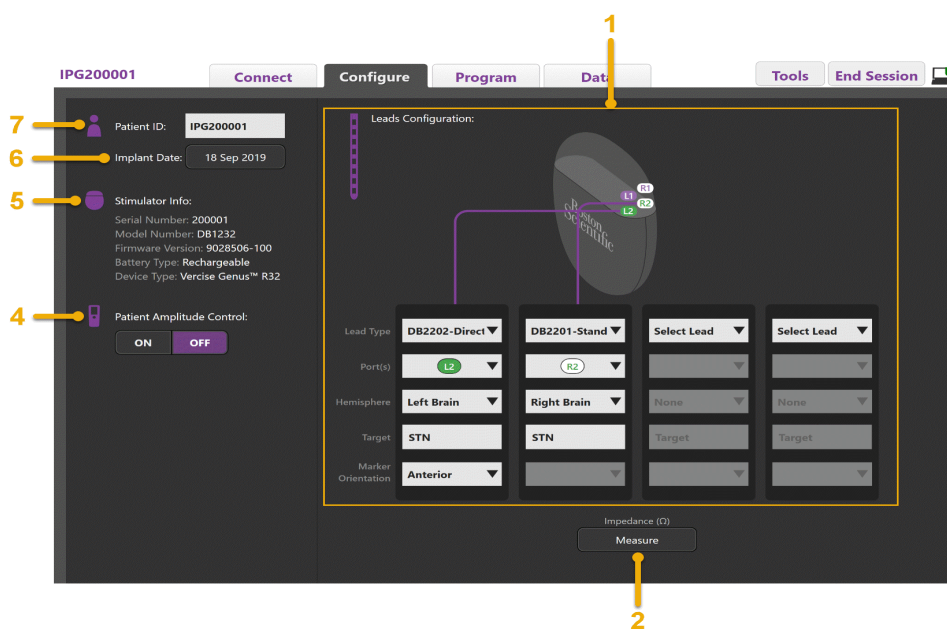 1
IPG200001
Connect
Configure
Program
Data
Tools
End Session
7
Patient ID:
IPG200001
6
Implant Date:
18 Sep 2019
5
Stimulator Info:
Serial Number: 200001
Model Number: DB1232
Firmware Version: 9028506-100
Battery Type: Rechargeable
Device Type: Vercise Genus™ R32
4
Patient Amplitude Control:
ON
OFF
Leads Configuration:
R1
L1
R2
L2
Boston
Scientific
Lead Type
DB2202-Direct
DB2201-Stand
Select Lead
Select Lead
Port(s)
L2
R2
Hemisphere
Left Brain
Right Brain
None
None
Target
STN
STN
Target
Target
Marker
Orientation
Anterior
Impedance (Ω)
Measure
2